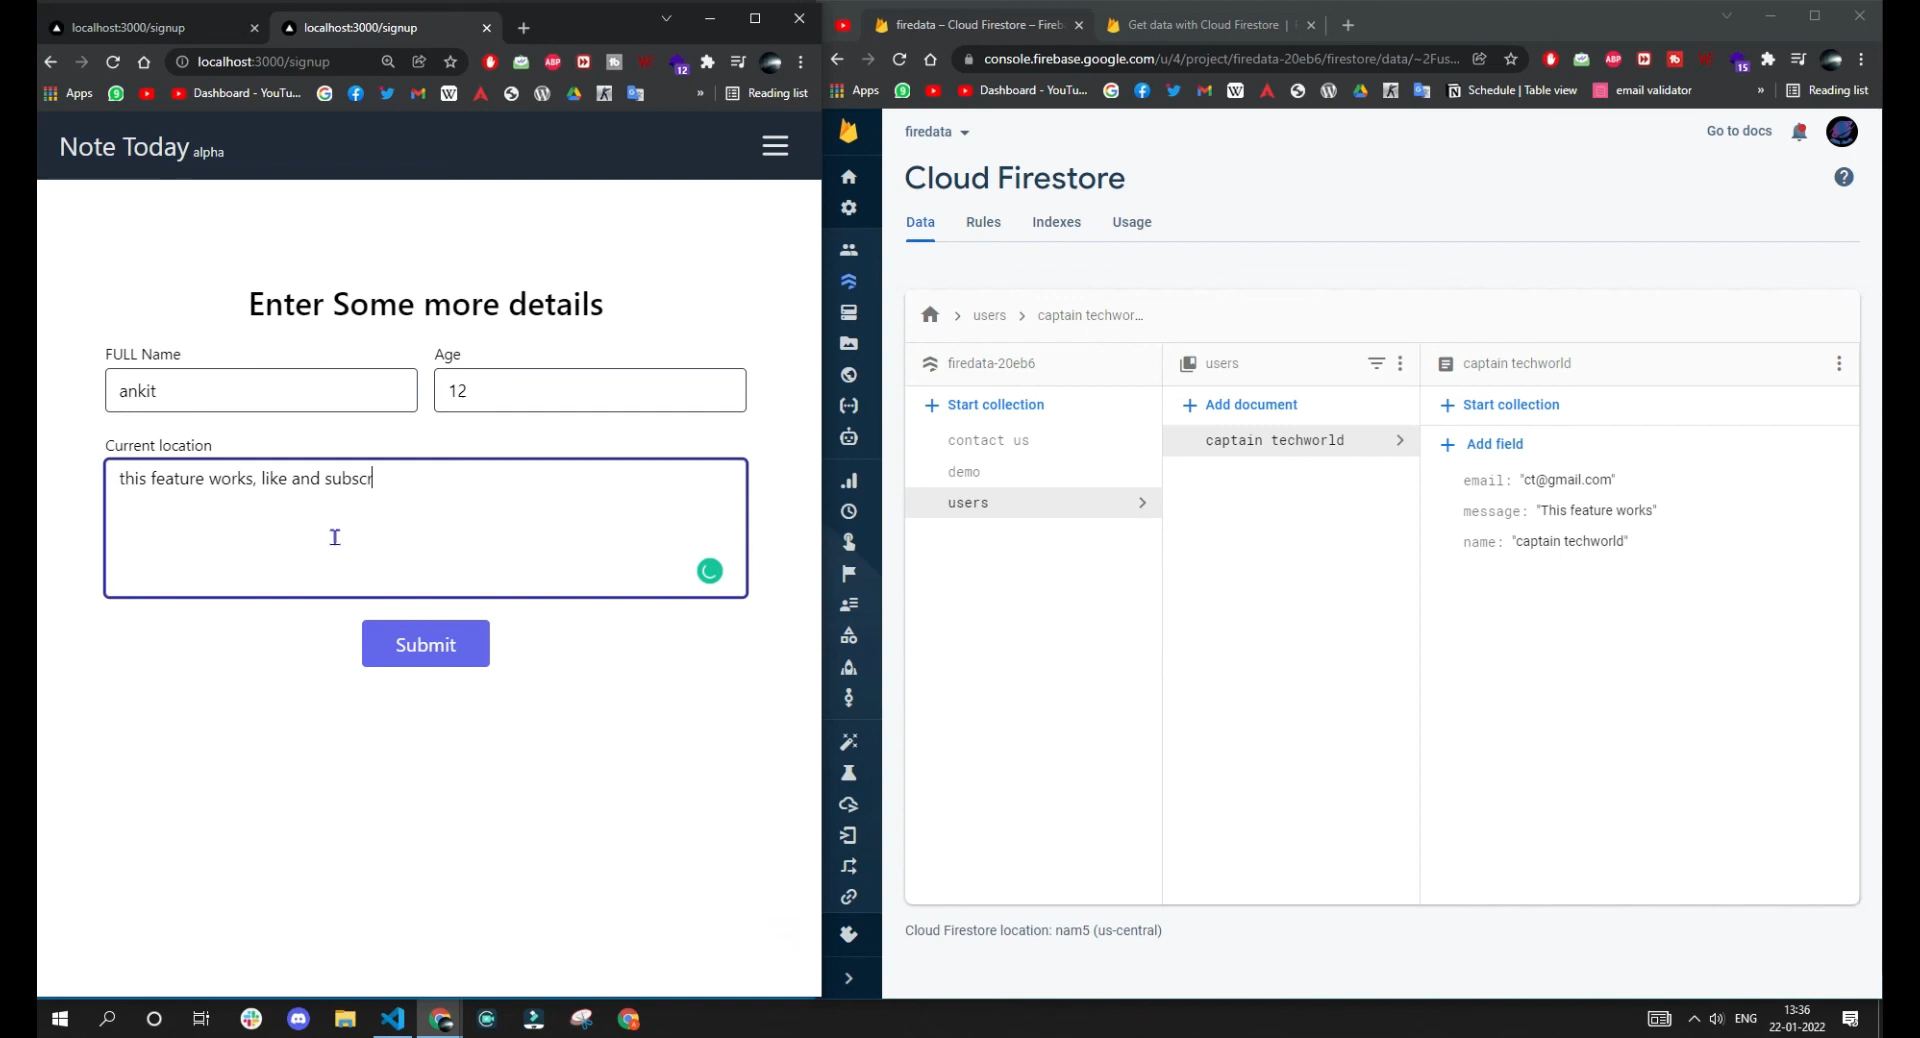 localhost:3000/signup
localhost:3000/signup
localhost:3000/signup
ABP
12
Apps
Dashboard - YouTu...
»
Reading list
Note Today alpha
Enter Some more details
FULL Name
Age
ankit
12
Current location
this feature works, like and subscr
Submit
firedata – Cloud Firestore – Fireb
Get data with Cloud Firestore |
console.firebase.google.com/u/4/project/firedata-20eb6/firestore/data/~2Fus...
ABP
15
Apps
Dashboard - YouTu...
Schedule | Table view
email validator
»
Reading list
firedata
Go to docs
Cloud Firestore
Data
Rules
Indexes
Usage
users
captain techwor...
firedata-20eb6
users
captain techworld
+ Start collection
+ Add document
+ Start collection
contact us
captain techworld
+ Add field
demo
users
email: "ct@gmail.com"
message: "This feature works"
name: "captain techworld"
Cloud Firestore location: nam5 (us-central)
ENG
13:36
22-01-2022